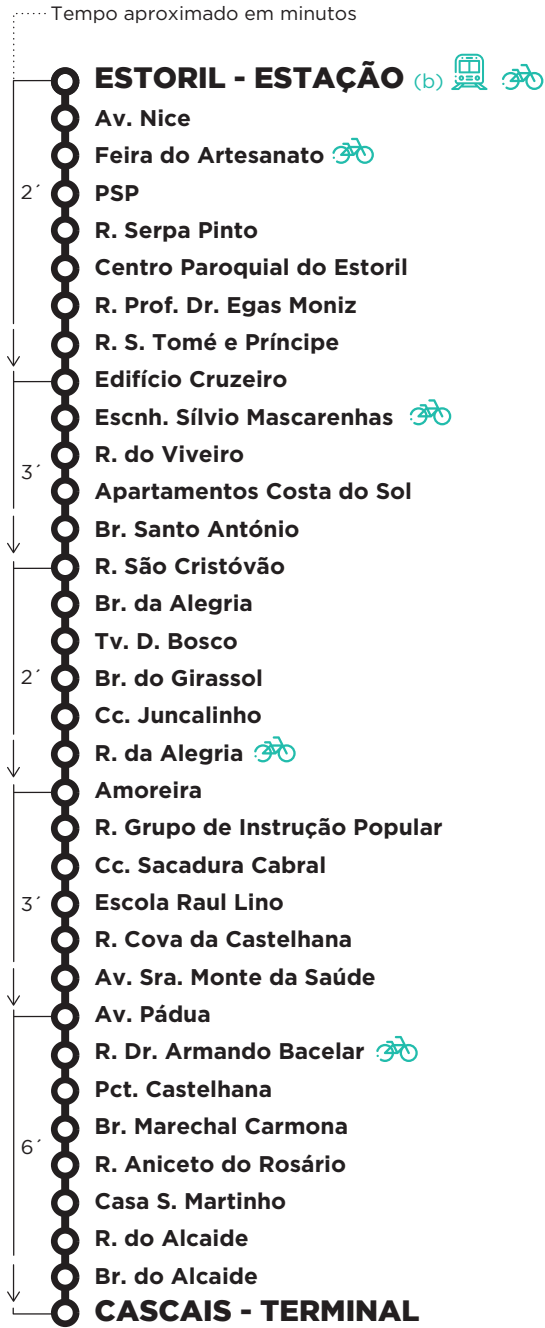 Tempo aproximado em minutos
ESTORIL - ESTAÇÃO (b)
Av. Nice
Feira do Artesanato
2´ PSP
R. Serpa Pinto
Centro Paroquial do Estoril
R. Prof. Dr. Egas Moniz
R. S. Tomé e Príncipe
Edifício Cruzeiro
Escnh. Sílvio Mascarenhas
R. do Viveiro
3´
Apartamentos Costa do Sol
Br. Santo António
R. São Cristóvão
Br. da Alegria
Tv. D. Bosco
2´ Br. do Girassol
Cc. Juncalinho
R. da Alegria
Amoreira
R. Grupo de Instrução Popular
Cc. Sacadura Cabral
3´ Escola Raul Lino
R. Cova da Castelhana
Av. Sra. Monte da Saúde
Av. Pádua
R. Dr. Armando Bacelar
Pct. Castelhana
Br. Marechal Carmona
6´
R. Aniceto do Rosário
Casa S. Martinho
R. do Alcaide
Br. do Alcaide
CASCAIS - TERMINAL